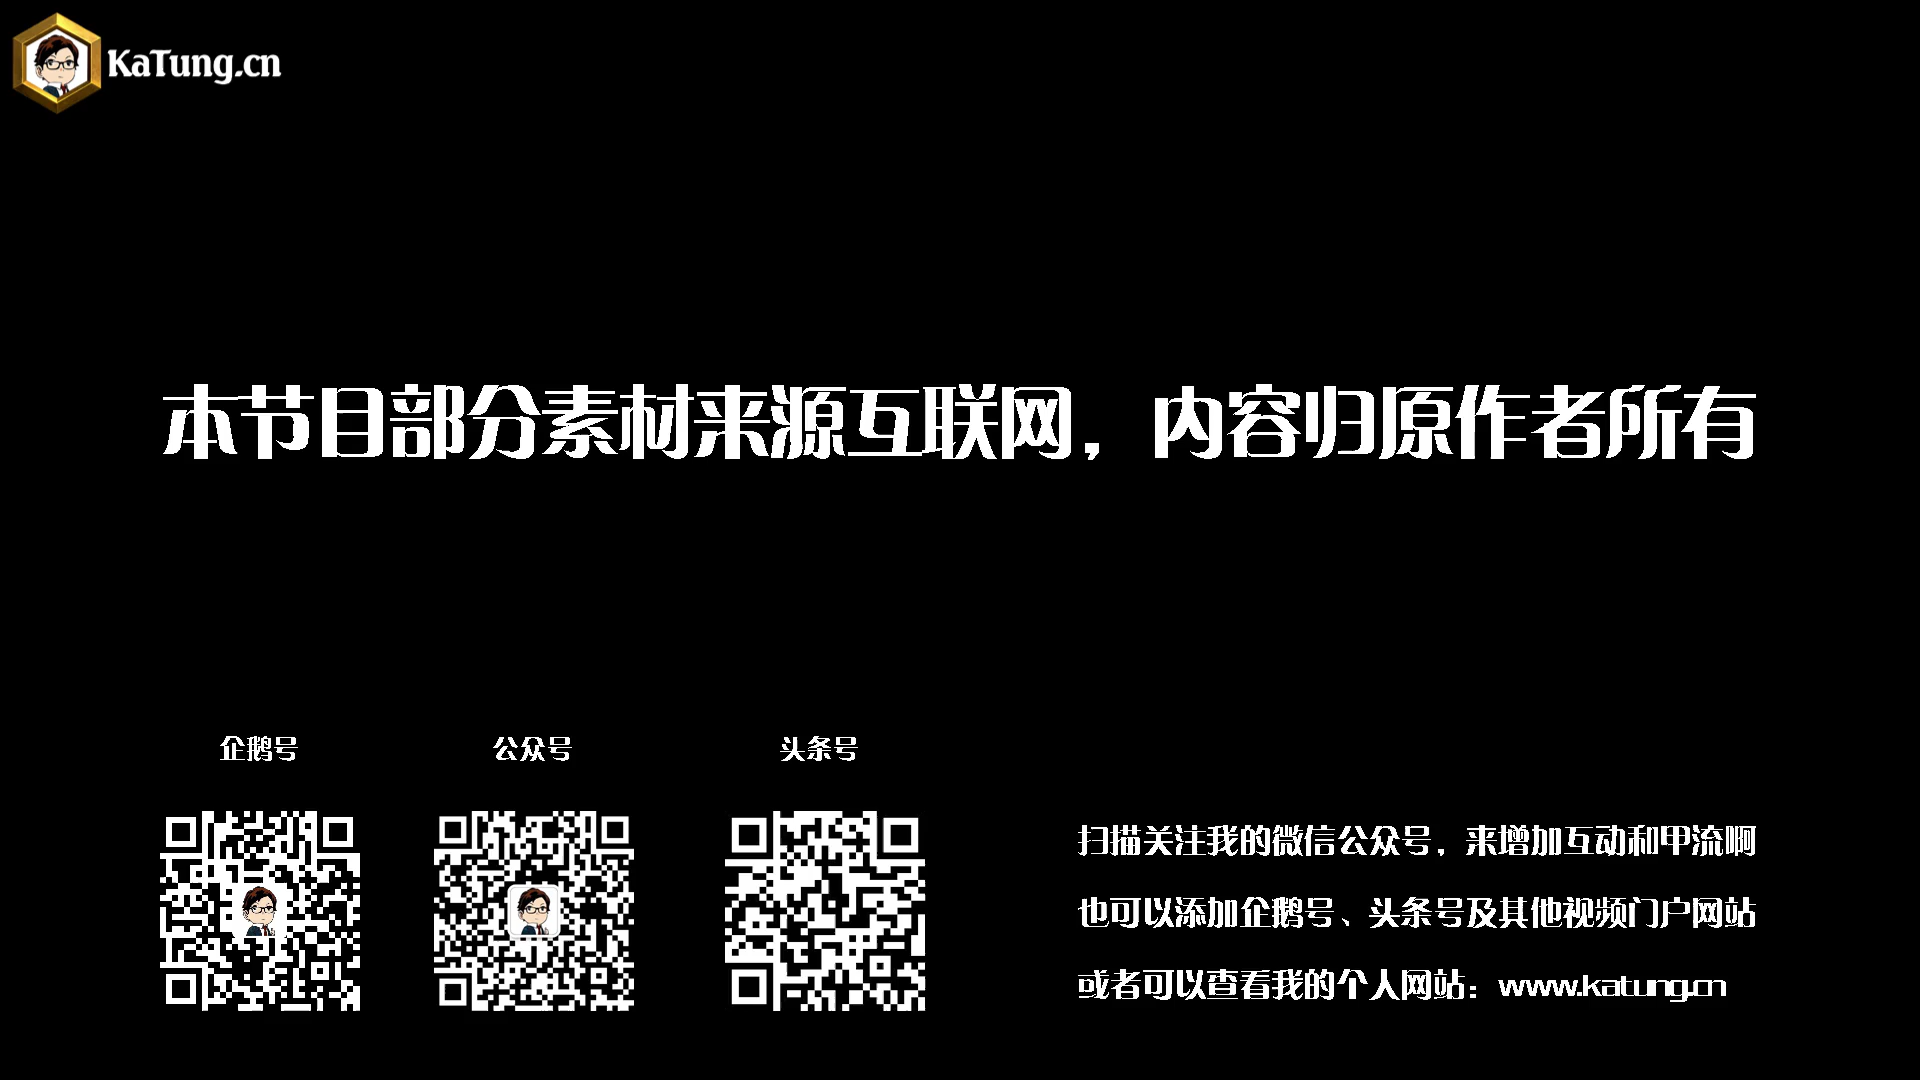 KaTung.cn
本节目部分素材来源互联网，内容归原作者所有
企鹅号
公众号
头条号
扫描关注我的微信公众号，来增加互动和甲流啊
也可以添加企鹅号、头条号及其他视频门户网站
或者可以查看我的个人网站：www.katung.cn